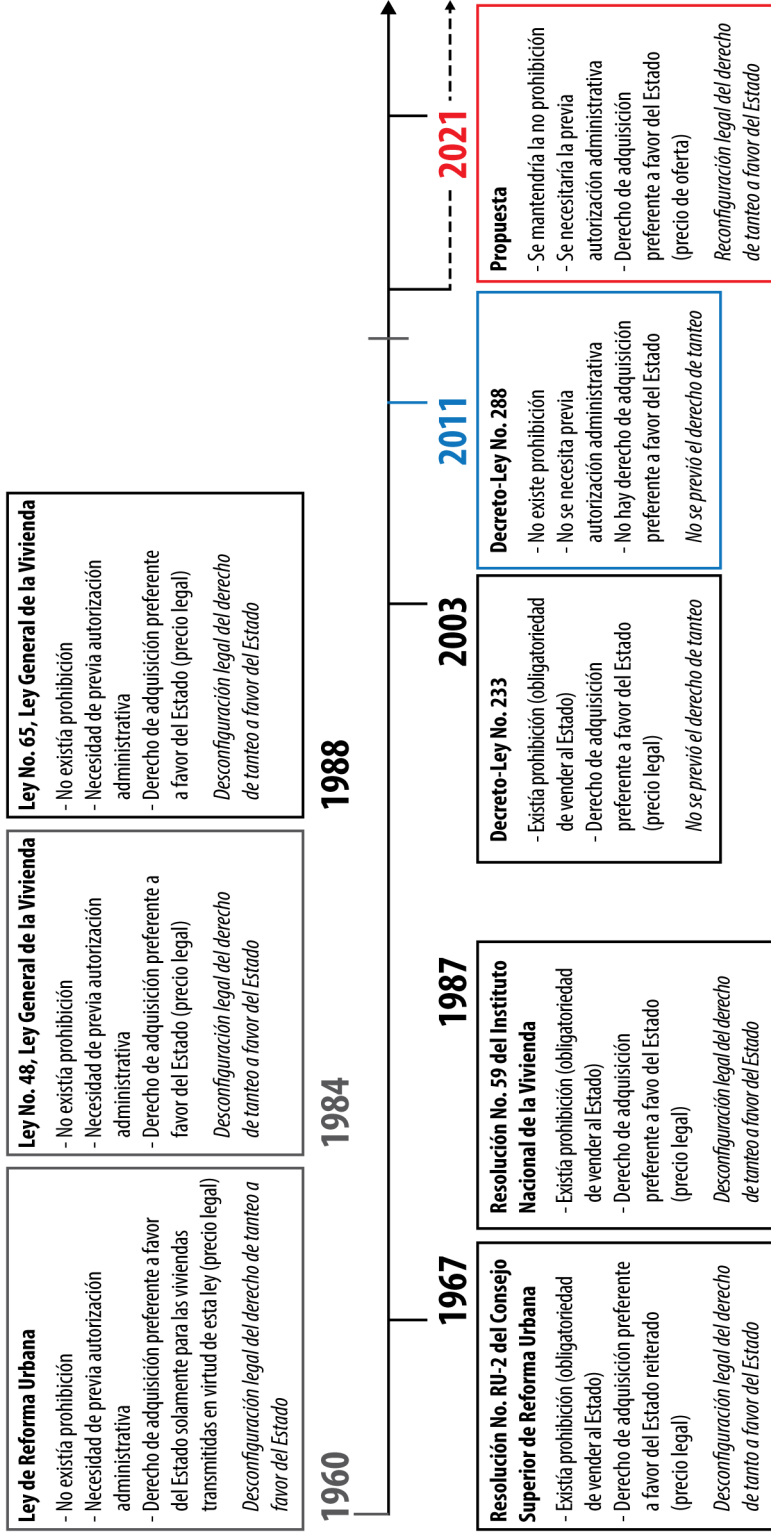 Ley de Reforma Urbana
- No existía prohibición
- Necesidad de previa autorización
administrativa
- Derecho de adquisición preferente a favor
del Estado solamente para las viviendas
transmitidas en virtud de esta ley (precio legal)
Desconfiguración legal del derecho de tanteo a
favor del Estado
Ley No. 48, Ley General de la Vivienda
- No existía prohibición
- Necesidad de previa autorización
administrativa
- Derecho de adquisición preferente a
favor del Estado (precio legal)
Desconfiguración legal del derecho
de tanteo a favor del Estado
Ley No. 65, Ley General de la Vivienda
- No existía prohibición
- Necesidad de previa autorización
administrativa
- Derecho de adquisición preferente
a favor del Estado (precio legal)
Desconfiguración legal del derecho
de tanteo a favor del Estado
1960
1984
1988
1967
1987
2003
2011
2021
Resolución No. RU-2 del Consejo
Superior de Reforma Urbana
- Existía prohibición (obligatoriedad
de vender al Estado)
- Derecho de adquisición preferente
a favor del Estado reiterado
(precio legal)
Desconfiguración legal del derecho
de tanto a favor del Estado
Resolución No. 59 del Instituto
Nacional de la Vivienda
- Existía prohibición (obligatoriedad
de vender al Estado)
- Derecho de adquisición
preferente a favo del Estado
(precio legal)
Desconfiguración legal del derecho
de tanteo a favor del Estado
Decreto-Ley No. 233
- Existía prohibición (obligatoriedad
de vender al Estado)
- Derecho de adquisición
preferente a favor del Estado
(precio legal)
No se previó el derecho de tanteo
Decreto-Ley No. 288
- No existe prohibición
- No se necesita previa
autorización administrativa
- No hay derecho de adquisición
preferente a favor del Estado
No se previó el derecho de tanteo
Propuesta
- Se mantendría la no prohibición
- Se necesitaría la previa
autorización administrativa
- Derecho de adquisición
preferente a favor del Estado
(precio de oferta)
Reconfiguración legal del derecho
de tanteo a favor del Estado